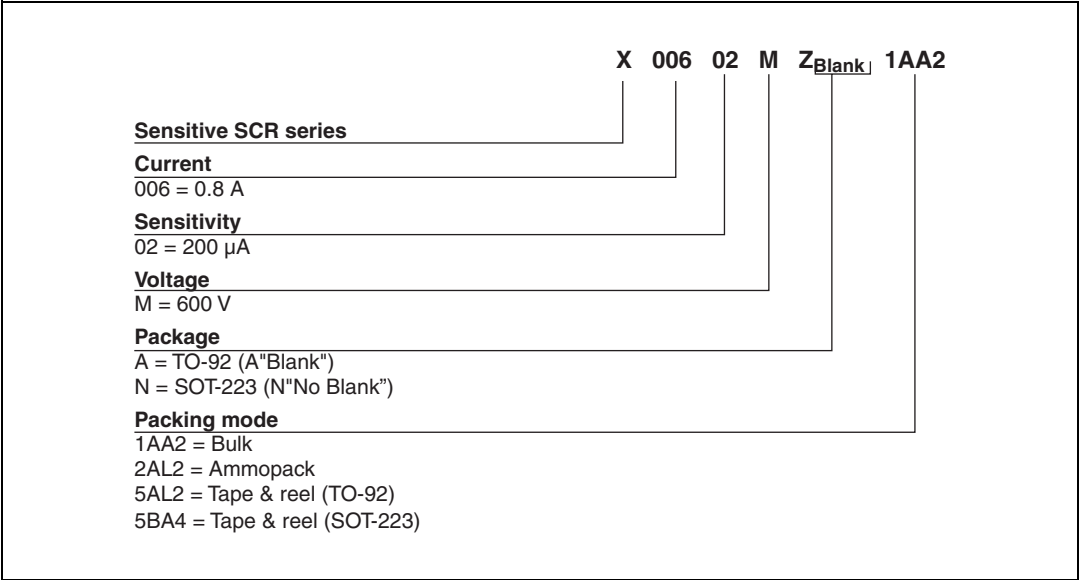 X 006 02 M ZBlank 1AA2
Sensitive SCR series
Current
006 = 0.8 A
Sensitivity
02 = 200 µA
Voltage
M = 600 V
Package
A = TO-92 (A"Blank")
N = SOT-223 (N"No Blank”)
Packing mode
1AA2 = Bulk
2AL2 = Ammopack
5AL2 = Tape & reel (TO-92)
5BA4 = Tape & reel (SOT-223)